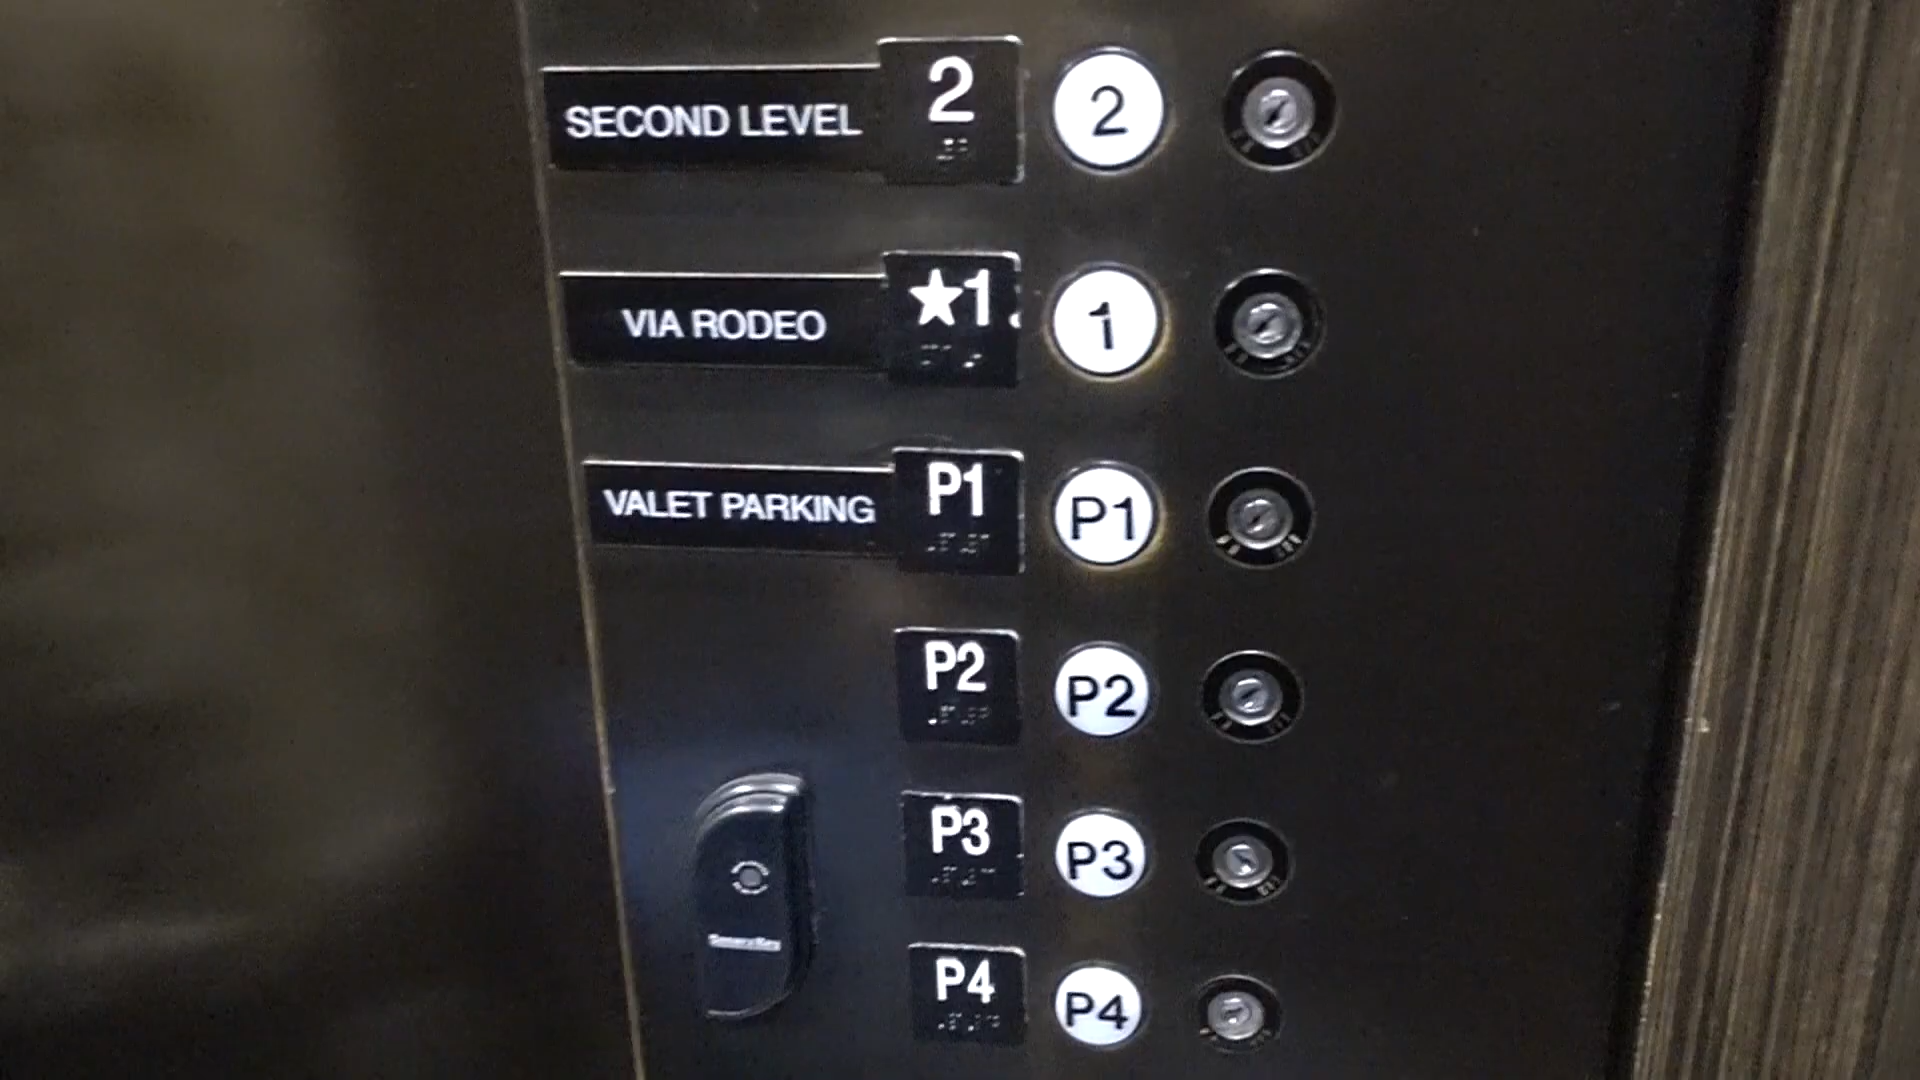 SECOND LEVEL 2 2
VIA RODEO ★1 1
VALET PARKING P1 P1
P2 P2
P3 P3
P4 P4